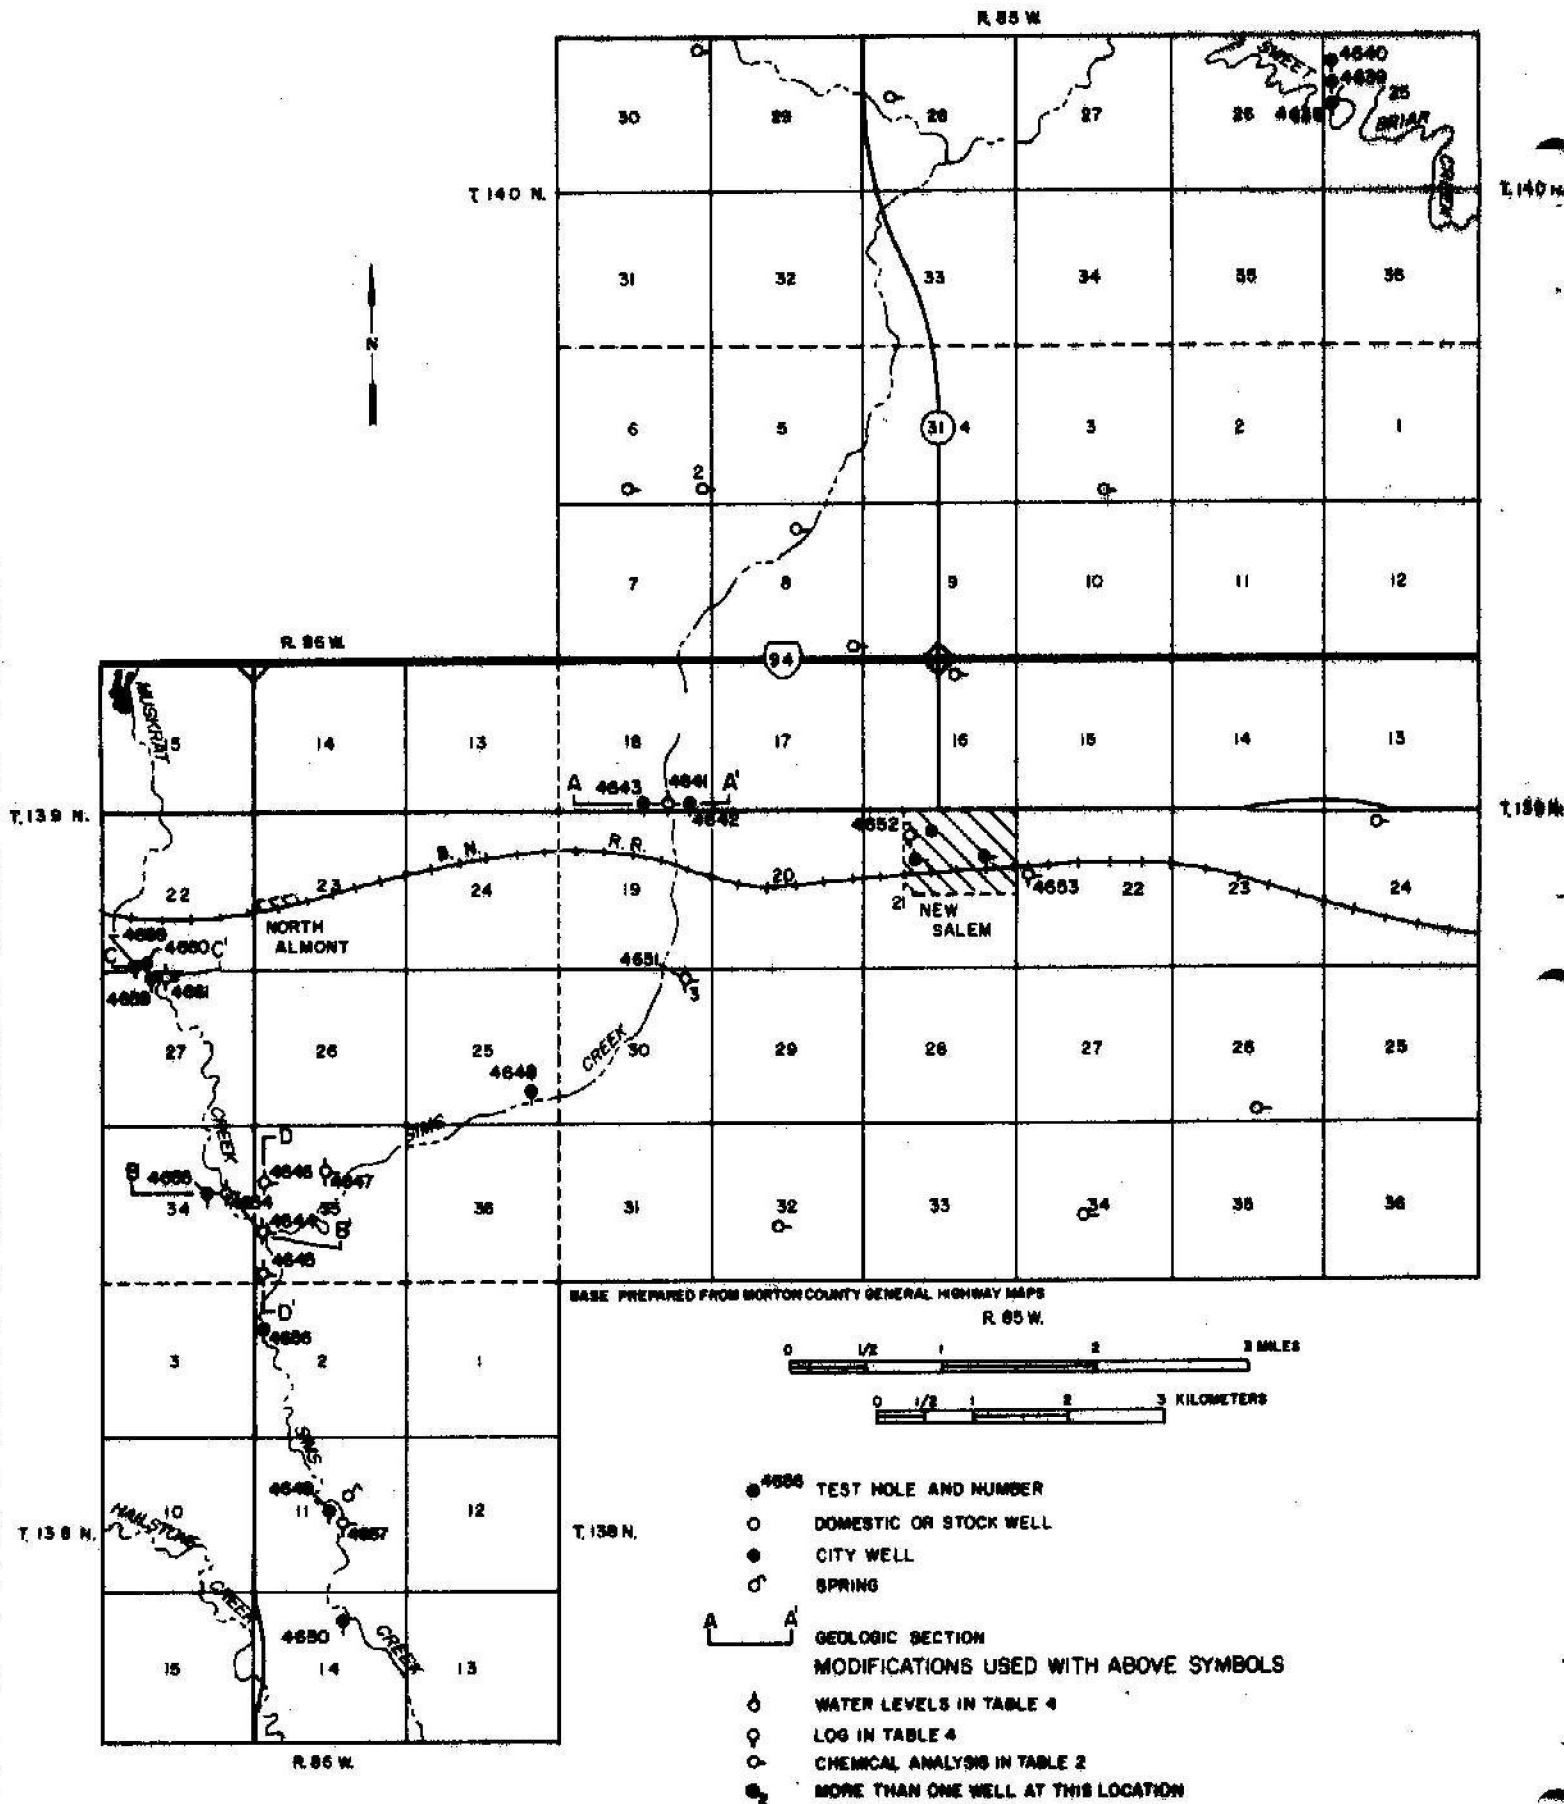 R. 85 W.
SWEET
4640
4639
30
29
28
27
26
25
BRIAR
T. 140 N.
T. 140 N.
CREEK
31
32
33
34
35
36
N
6
5
31
4
3
2
1
2
7
8
9
10
11
12
R. 86 W.
94
MUSKRAT
15
14
13
18
17
16
15
14
13
A
4643
4641
A'
4642
T. 139 N.
T. 139 N.
4652
B. N.
R. R.
22
23
24
19
20
4653
22
23
24
21
NEW
SALEM
NORTH
ALMONT
4660
C'
C
4661
4651
3
27
26
25
30
29
28
27
26
25
CREEK
CREEK
SIMS
D
B
4647
34
35
36
31
32
33
34
35
36
4644
B'
D'
BASE PREPARED FROM MORTON COUNTY GENERAL HIGHWAY MAPS
R. 85 W.
3
2
1
0 1/2 1 2 3 MILES
0 1/2 1 2 3 KILOMETERS
SIMS
10
11
12
4657
HAILSTONE
T. 138 N.
T. 138 N.
CREEK
4650
CREEK
15
14
13
R. 86 W.
TEST HOLE AND NUMBER
DOMESTIC OR STOCK WELL
CITY WELL
SPRING
A A'
GEOLOGIC SECTION
MODIFICATIONS USED WITH ABOVE SYMBOLS
WATER LEVELS IN TABLE 4
LOG IN TABLE 4
CHEMICAL ANALYSIS IN TABLE 2
2 MORE THAN ONE WELL AT THIS LOCATION